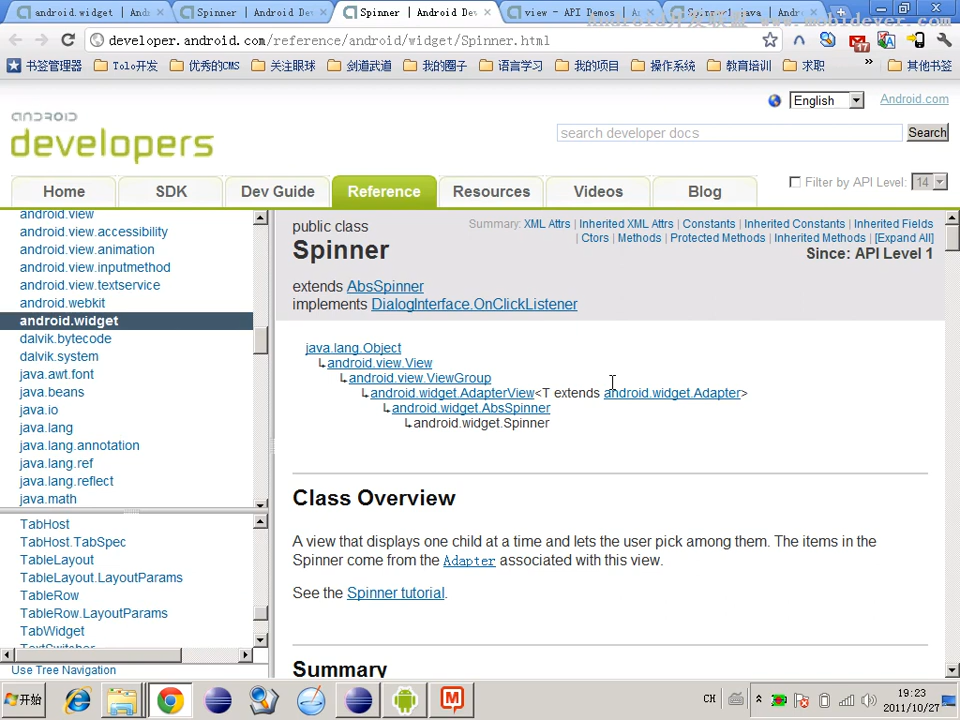 android.widget | And
Spinner | Android De
Spinner | Android De
view - API Demos
www.mobidever.com
developer.android.com/reference/android/widget/Spinner.html
书签管理器 Tolo开发 优秀的CMS 关注眼球 剑道武道 我的圈子 语言学习 我的项目 操作系统 教育培训 求职 » 其他书签
17
English
Android.com
android
developers
search developer docs
Search
Home SDK Dev Guide Reference Resources Videos Blog
Filter by API Level: 14
android.view
android.view.accessibility
android.view.animation
android.view.inputmethod
android.view.textservice
android.webkit
android.widget
dalvik.bytecode
dalvik.system
java.awt.font
java.beans
java.io
java.lang
java.lang.annotation
java.lang.ref
java.lang.reflect
java.math
TabHost
TabHost.TabSpec
TableLayout
TableLayout.LayoutParams
TableRow
TableRow.LayoutParams
TabWidget
TextSwitcher
Use Tree Navigation
public class
Spinner
Summary: XML Attrs | Inherited XML Attrs | Constants | Inherited Constants | Inherited Fields
| Ctors | Methods | Protected Methods | Inherited Methods | [Expand All]
Since: API Level 1
extends AbsSpinner
implements DialogInterface.OnClickListener
java.lang.Object
↳android.view.View
↳android.view.ViewGroup
↳android.widget.AdapterView<T extends android.widget.Adapter>
↳android.widget.AbsSpinner
↳android.widget.Spinner
Class Overview
A view that displays one child at a time and lets the user pick among them. The items in the
Spinner come from the Adapter associated with this view.
See the Spinner tutorial.
Summary
开始
CH
19:23
2011/10/27